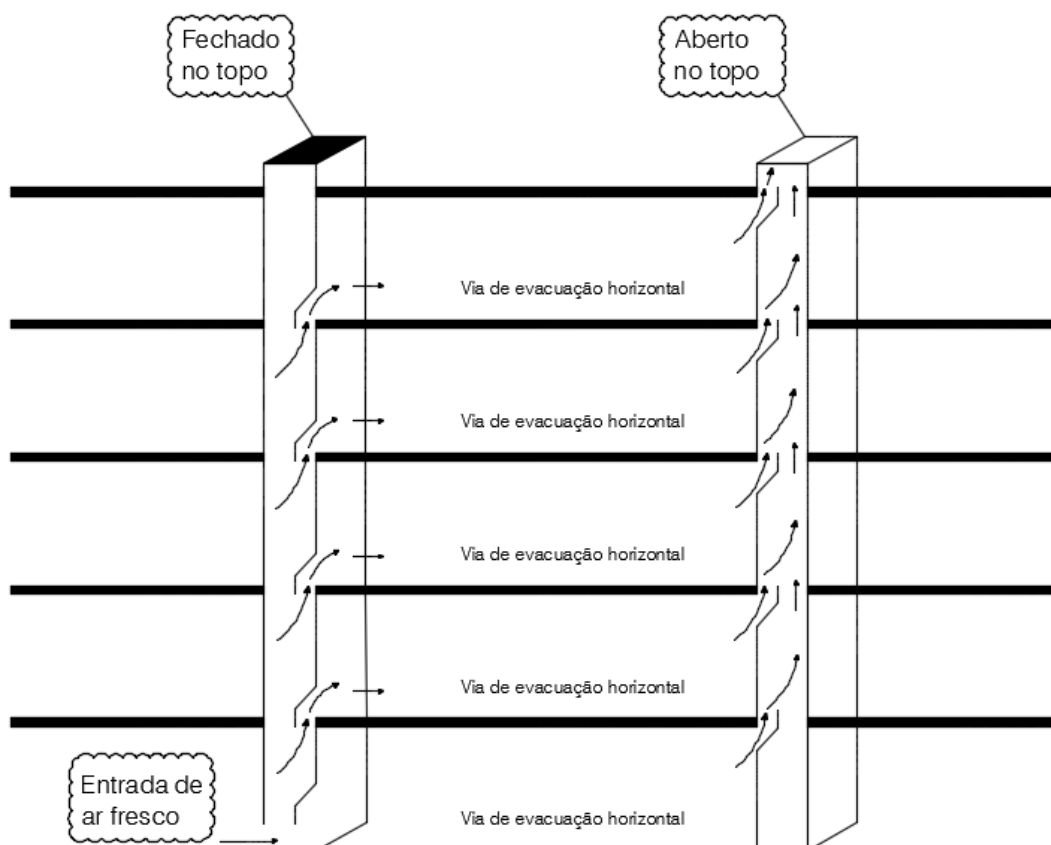 Fechado
no topo
Aberto
no topo
Via de evacuação horizontal
Via de evacuação horizontal
Via de evacuação horizontal
Via de evacuação horizontal
Entrada de
ar fresco
Via de evacuação horizontal